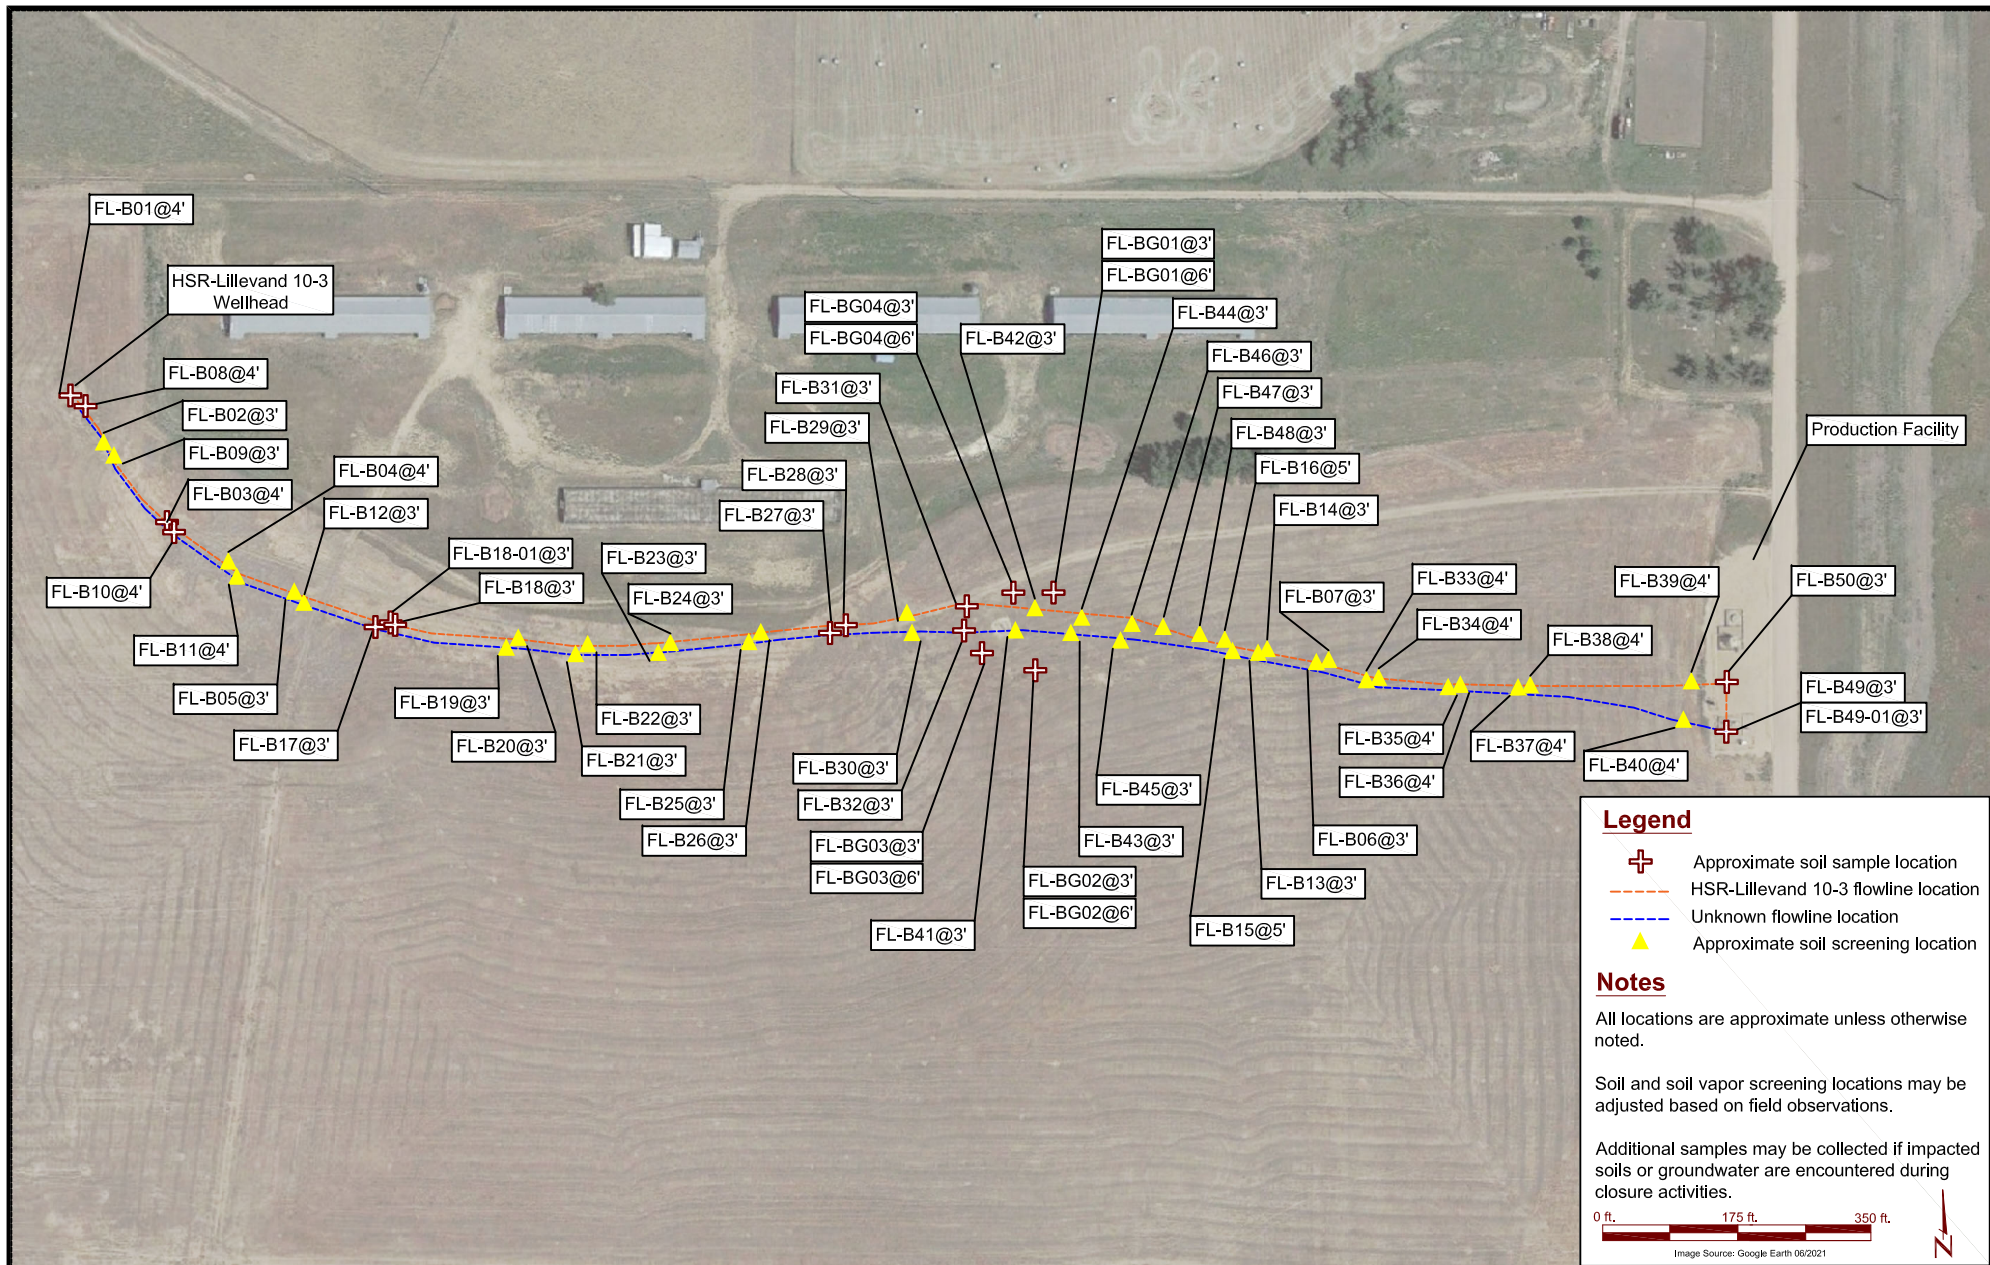 FL-B01@4'
HSR-Lillevand 10-3
Wellhead
FL-B08@4'
FL-B02@3'
FL-B09@3'
FL-B03@4'
FL-B10@4'
FL-B04@4'
FL-B12@3'
FL-B11@4'
FL-B05@3'
FL-B17@3'
FL-B18-01@3'
FL-B18@3'
FL-B19@3'
FL-B20@3'
FL-B21@3'
FL-B22@3'
FL-B23@3'
FL-B24@3'
FL-B25@3'
FL-B26@3'
FL-B27@3'
FL-B28@3'
FL-B29@3'
FL-B31@3'
FL-BG04@3'
FL-BG04@6'
FL-B42@3'
FL-BG01@3'
FL-BG01@6'
FL-B44@3'
FL-B46@3'
FL-B47@3'
FL-B48@3'
FL-B16@5'
FL-B14@3'
FL-B07@3'
FL-B33@4'
FL-B34@4'
FL-B38@4'
FL-B39@4'
Production Facility
FL-B50@3'
FL-B49@3'
FL-B49-01@3'
FL-B30@3'
FL-B32@3'
FL-BG03@3'
FL-BG03@6'
FL-B41@3'
FL-BG02@3'
FL-BG02@6'
FL-B43@3'
FL-B45@3'
FL-B15@5'
FL-B13@3'
FL-B06@3'
FL-B35@4'
FL-B36@4'
FL-B37@4'
FL-B40@4'
Legend
Approximate soil sample location
HSR-Lillevand 10-3 flowline location
Unknown flowline location
Approximate soil screening location
Notes
All locations are approximate unless otherwise
noted.
Soil and soil vapor screening locations may be
adjusted based on field observations.
Additional samples may be collected if impacted
soils or groundwater are encountered during
closure activities.
0 ft.
175 ft.
350 ft.
Image Source: Google Earth 06/2021
N